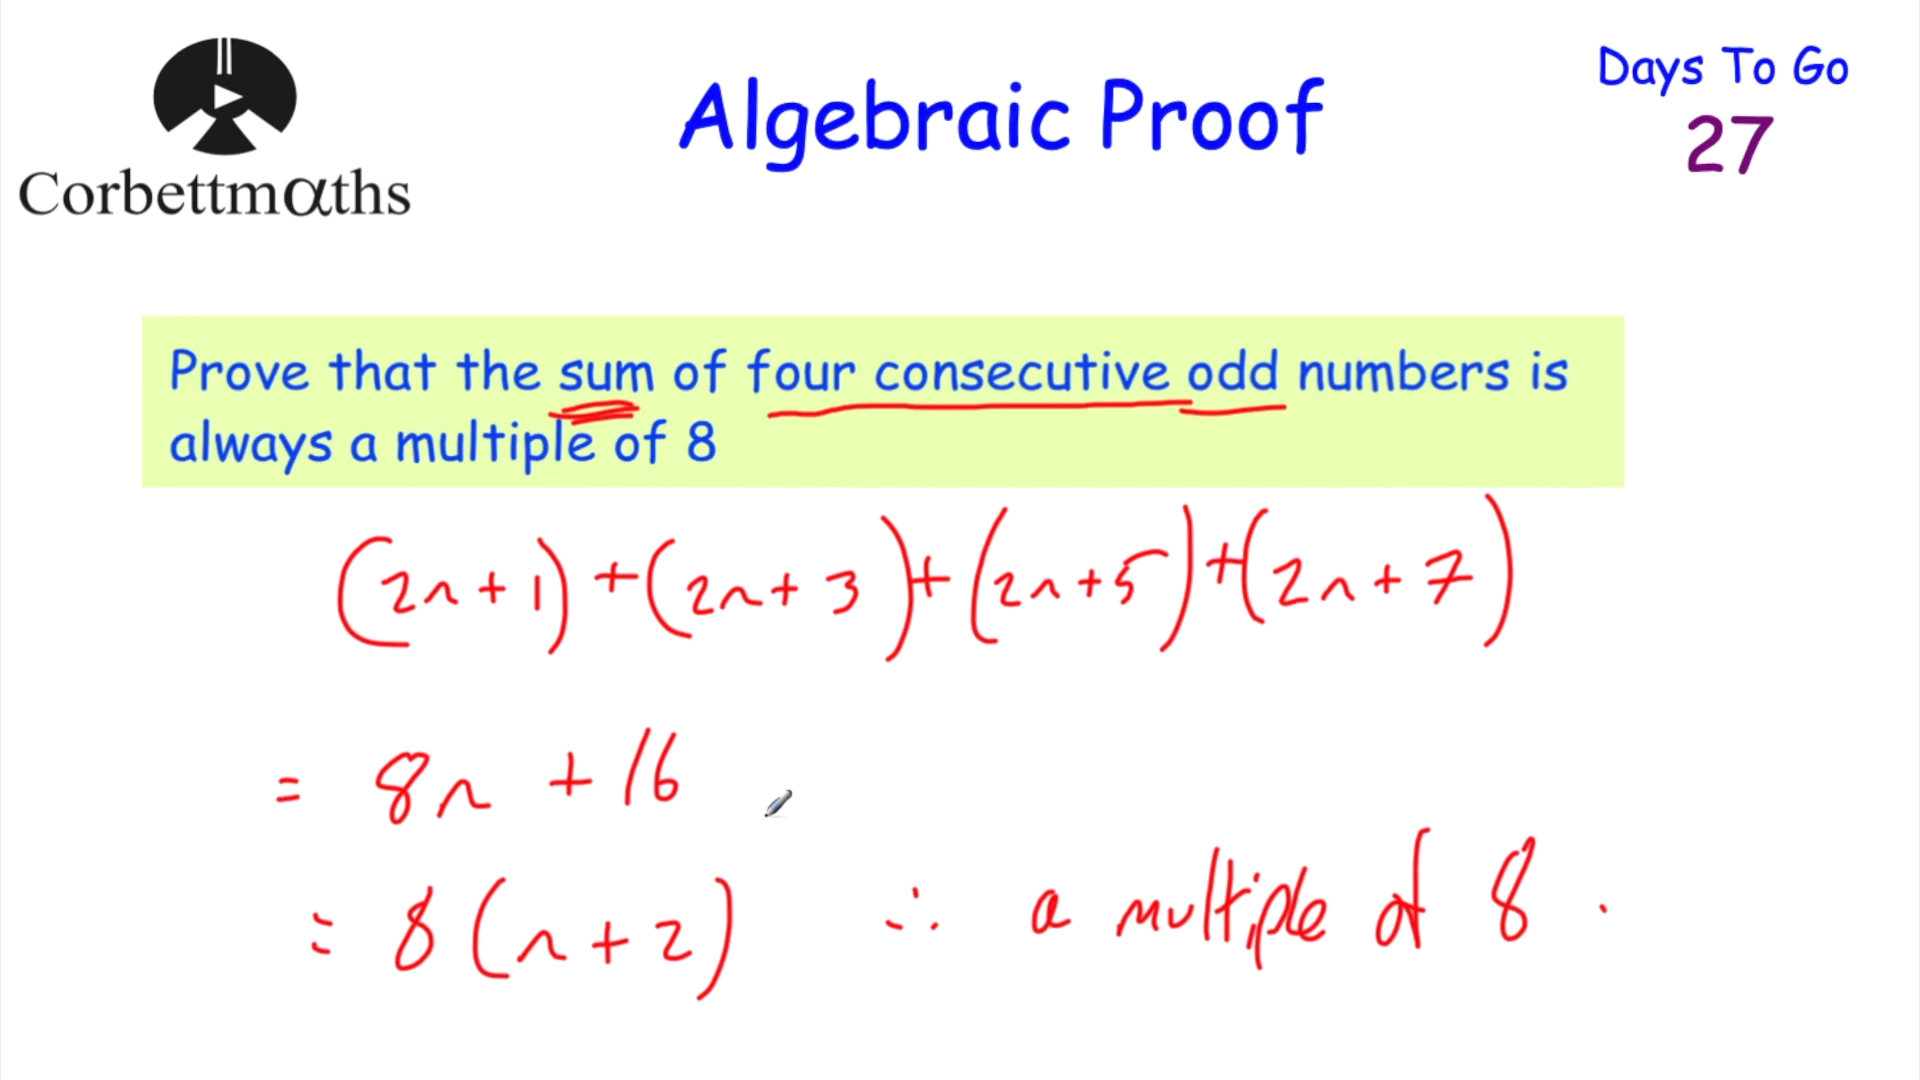 Corbettmαths
Algebraic Proof
Days To Go
27
Prove that the sum of four consecutive odd numbers is
always a multiple of 8
(2n+1)+(2n+3)+(2n+5)+(2n+7)
= 8n + 16
= 8(n+2) ∴ a multiple of 8.